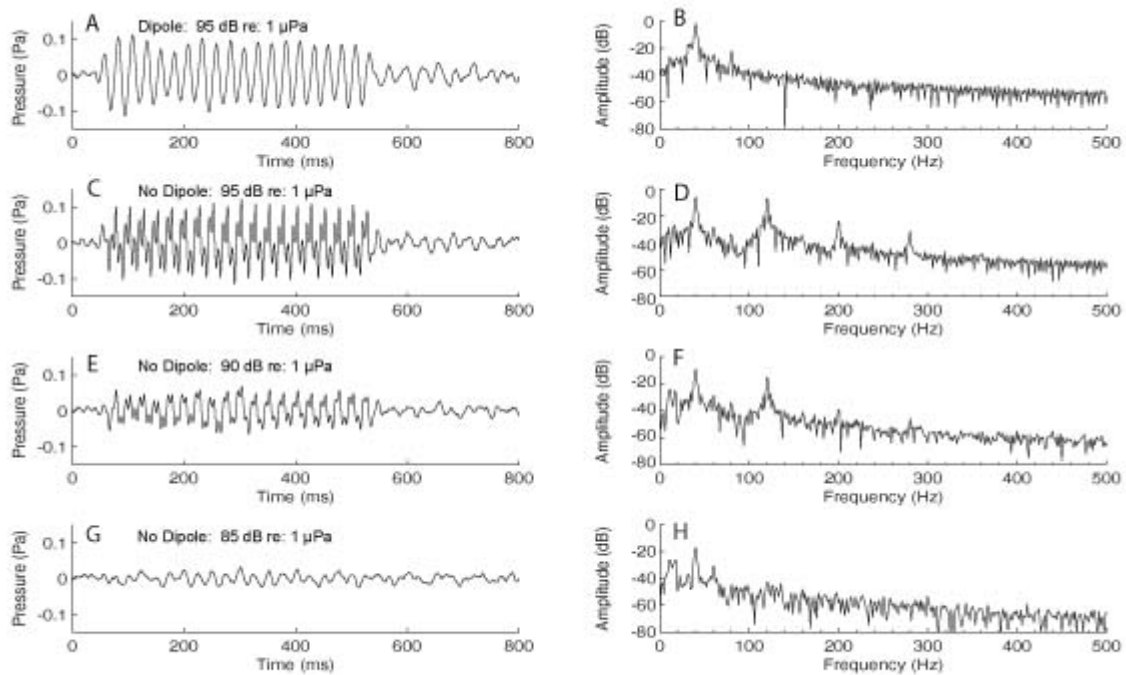 A Dipole: 95 dB re: 1 µPa
Pressure (Pa)
0.1
0
-0.1
0 200 400 600 800
Time (ms)
B
Amplitude (dB)
0
-20
-40
-60
-80
0 100 200 300 400 500
Frequency (Hz)
C No Dipole: 95 dB re: 1 µPa
Pressure (Pa)
0.1
0
-0.1
0 200 400 600 800
Time (ms)
D
Amplitude (dB)
0
-20
-40
-60
-80
0 100 200 300 400 500
Frequency (Hz)
E No Dipole: 90 dB re: 1 µPa
Pressure (Pa)
0.1
0
-0.1
0 200 400 600 800
Time (ms)
F
Amplitude (dB)
0
-20
-40
-60
-80
0 100 200 300 400 500
Frequency (Hz)
G No Dipole: 85 dB re: 1 µPa
Pressure (Pa)
0.1
0
-0.1
0 200 400 600 800
Time (ms)
H
Amplitude (dB)
0
-20
-40
-60
-80
0 100 200 300 400 500
Frequency (Hz)